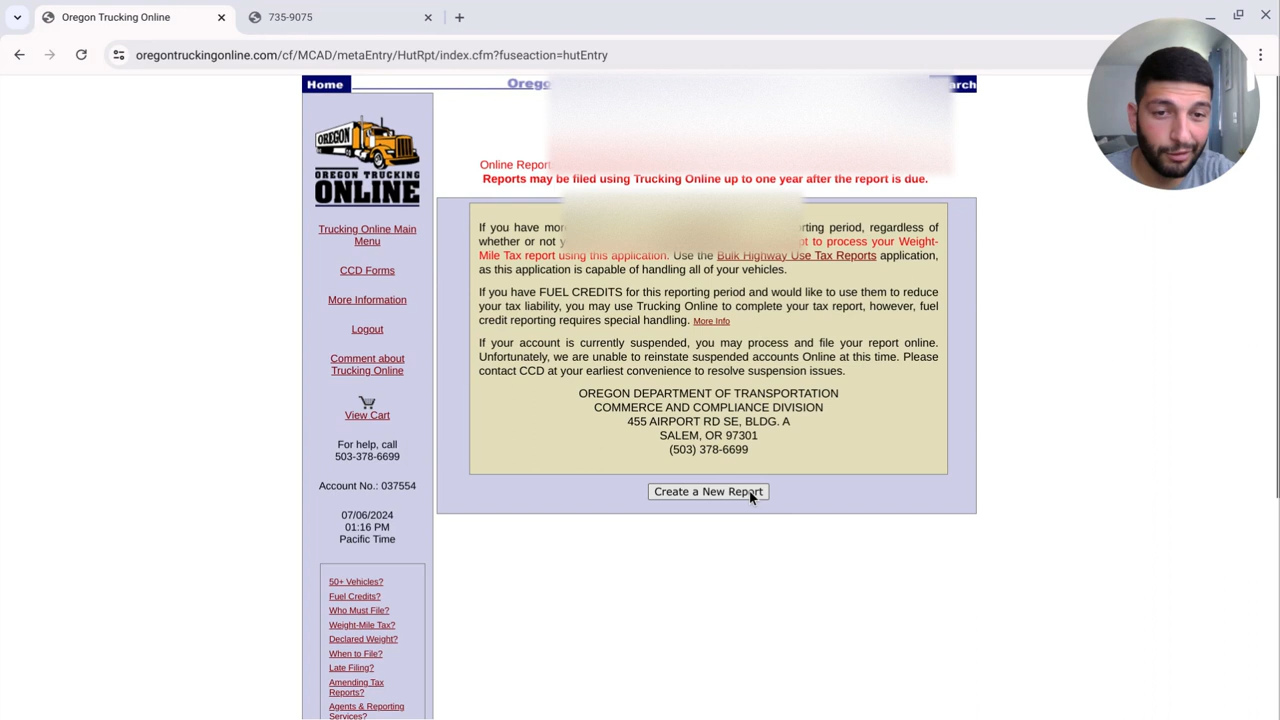 Oregon Trucking Online
735-9075
oregontruckingonline.com/cf/MCAD/metaEntry/HutRpt/index.cfm?fuseaction=hutEntry
Home
Orego
arch
OREGON
OREGON
TRUCKING
ONLINE
Trucking Online Main
Menu
CCD Forms
More Information
Logout
Comment about
Trucking Online
View Cart
For help, call
503-378-6699
Account No.: 037554
07/06/2024
01:16 PM
Pacific Time
50+ Vehicles?
Fuel Credits?
Who Must File?
Weight-Mile Tax?
Declared Weight?
When to File?
Late Filing?
Amending Tax
Reports?
Agents & Reporting
Services?
Online Report
Reports may be filed using Trucking Online up to one year after the report is due.
If you have mor rting period, regardless of
whether or not y pt to process your Weight-
Mile Tax report using this application. Use the Bulk Highway Use Tax Reports application,
as this application is capable of handling all of your vehicles.
If you have FUEL CREDITS for this reporting period and would like to use them to reduce
your tax liability, you may use Trucking Online to complete your tax report, however, fuel
credit reporting requires special handling. More Info
If your account is currently suspended, you may process and file your report online.
Unfortunately, we are unable to reinstate suspended accounts Online at this time. Please
contact CCD at your earliest convenience to resolve suspension issues.
OREGON DEPARTMENT OF TRANSPORTATION
COMMERCE AND COMPLIANCE DIVISION
455 AIRPORT RD SE, BLDG. A
SALEM, OR 97301
(503) 378-6699
Create a New Report